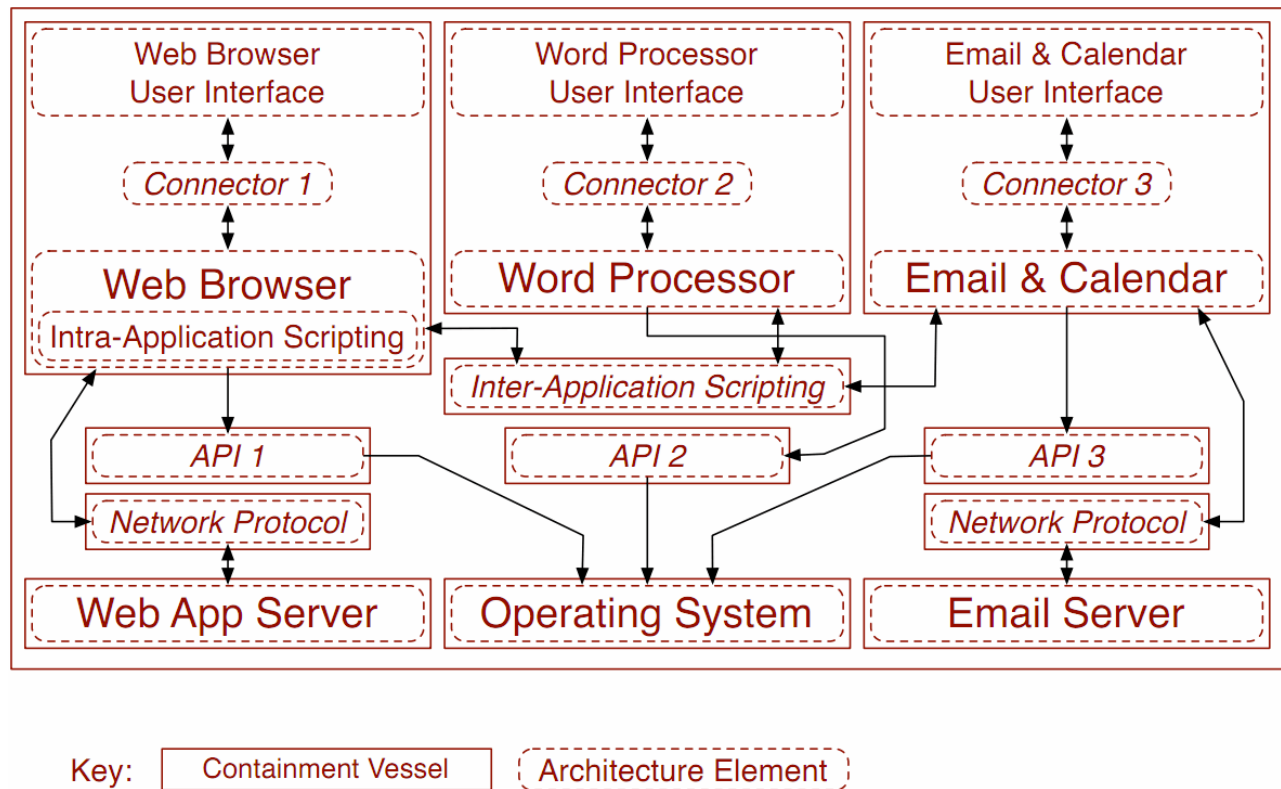 Web Browser
User Interface
Word Processor
User Interface
Email & Calendar
User Interface
Connector 1
Connector 2
Connector 3
Web Browser
Word Processor
Email & Calendar
Intra-Application Scripting
Inter-Application Scripting
API 1
API 2
API 3
Network Protocol
Network Protocol
Web App Server
Operating System
Email Server
Key:
Containment Vessel
Architecture Element